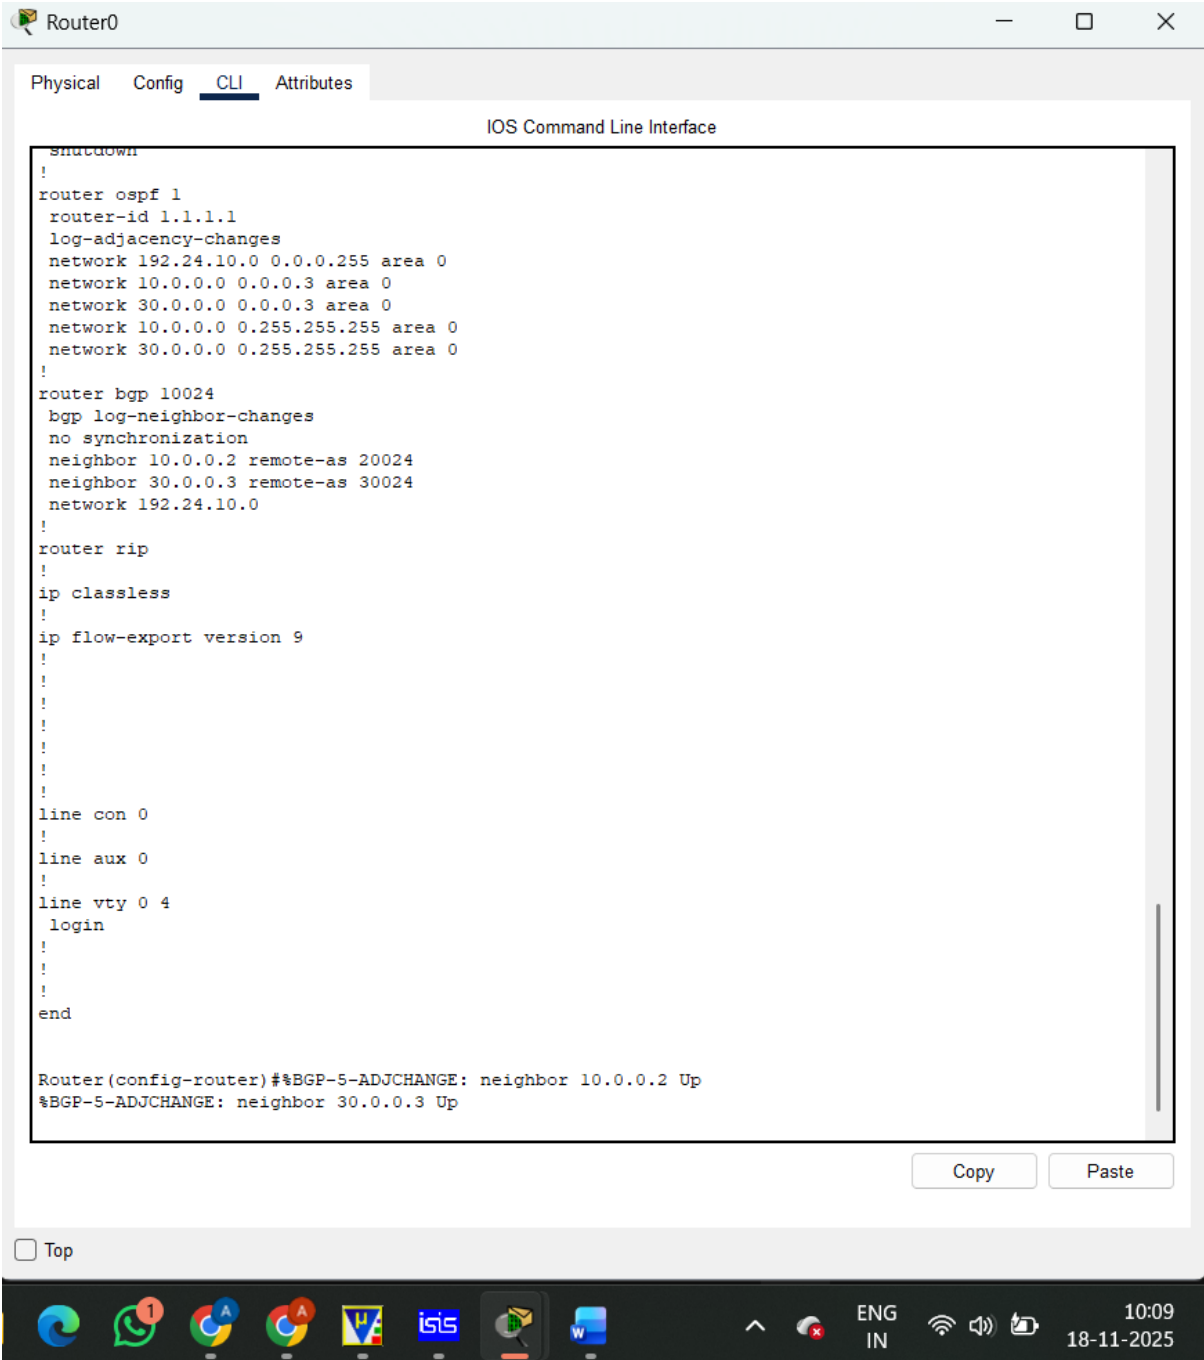 Router0
Physical Config CLI Attributes
IOS Command Line Interface
shutdown
!
router ospf 1
router-id 1.1.1.1
log-adjacency-changes
network 192.24.10.0 0.0.0.255 area 0
network 10.0.0.0 0.0.0.3 area 0
network 30.0.0.0 0.0.0.3 area 0
network 10.0.0.0 0.255.255.255 area 0
network 30.0.0.0 0.255.255.255 area 0
!
router bgp 10024
bgp log-neighbor-changes
no synchronization
neighbor 10.0.0.2 remote-as 20024
neighbor 30.0.0.3 remote-as 30024
network 192.24.10.0
!
router rip
!
ip classless
!
ip flow-export version 9
!
!
!
!
!
!
!
line con 0
!
line aux 0
!
line vty 0 4
login
!
!
!
end
Router(config-router)#%BGP-5-ADJCHANGE: neighbor 10.0.0.2 Up
%BGP-5-ADJCHANGE: neighbor 30.0.0.3 Up
Copy Paste
Top
1 A A µV isis W ENG 10:09
IN 18-11-2025